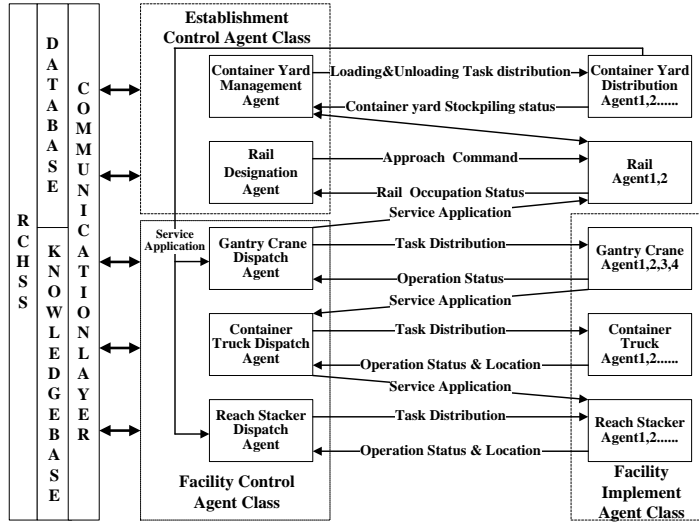 RCHSS
DATABASE
KNOWLEDGEBASE
COMMUNICATIONLAYER
Establishment
Control Agent Class
Container Yard
Management
Agent
Loading&Unloading Task distribution
Container yard Stockpiling status
Container Yard
Distribution
Agent1,2......
Rail
Designation
Agent
Approach Command
Rail Occupation Status
Rail
Agent1,2
Service Application
Service
Application
Gantry Crane
Dispatch
Agent
Task Distribution
Operation Status
Gantry Crane
Agent1,2,3,4
Service Application
Container
Truck Dispatch
Agent
Task Distribution
Operation Status & Location
Container
Truck
Agent1,2......
Service Application
Reach Stacker
Dispatch
Agent
Task Distribution
Operation Status & Location
Reach Stacker
Agent1,2......
Facility Control
Agent Class
Facility
Implement
Agent Class